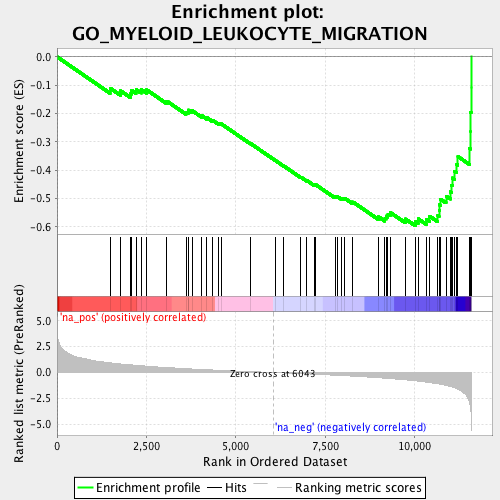 Enrichment plot:
GO_MYELOID_LEUKOCYTE_MIGRATION
Enrichment score (ES)
0.0
-0.1
-0.2
-0.3
-0.4
-0.5
-0.6
'na_pos' (positively correlated)
Ranked list metric (PreRanked)
5.0
2.5
0.0
-2.5
-5.0
Zero cross at 6043
'na_neg' (negatively correlated)
0
2,500
5,000
7,500
10,000
Rank in Ordered Dataset
Enrichment profile
Hits
Ranking metric scores